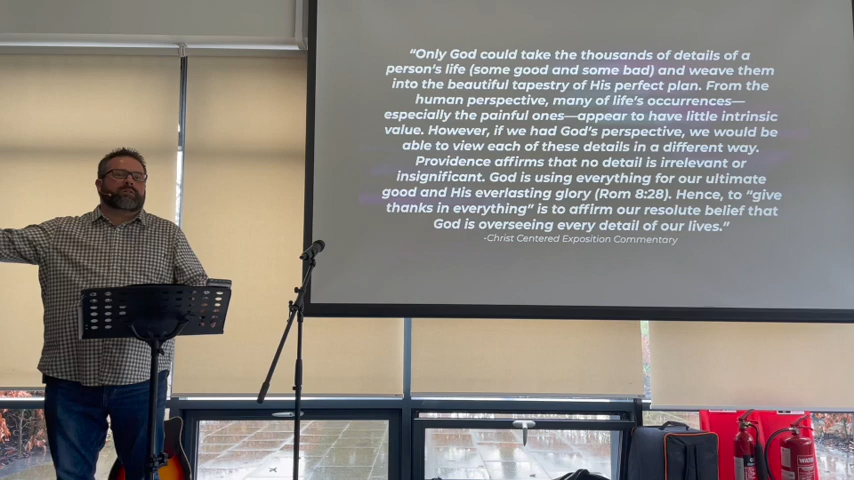 “Only God could take the thousands of details of a
person’s life (some good and some bad) and weave them
into the beautiful tapestry of His perfect plan. From the
human perspective, many of life’s occurrences—
especially the painful ones—appear to have little intrinsic
value. However, if we had God’s perspective, we would be
able to view each of these details in a different way.
Providence affirms that no detail is irrelevant or
insignificant. God is using everything for our ultimate
good and His everlasting glory (Rom 8:28). Hence, to “give
thanks in everything” is to affirm our resolute belief that
God is overseeing every detail of our lives.”
-Christ Centered Exposition Commentary
WATER